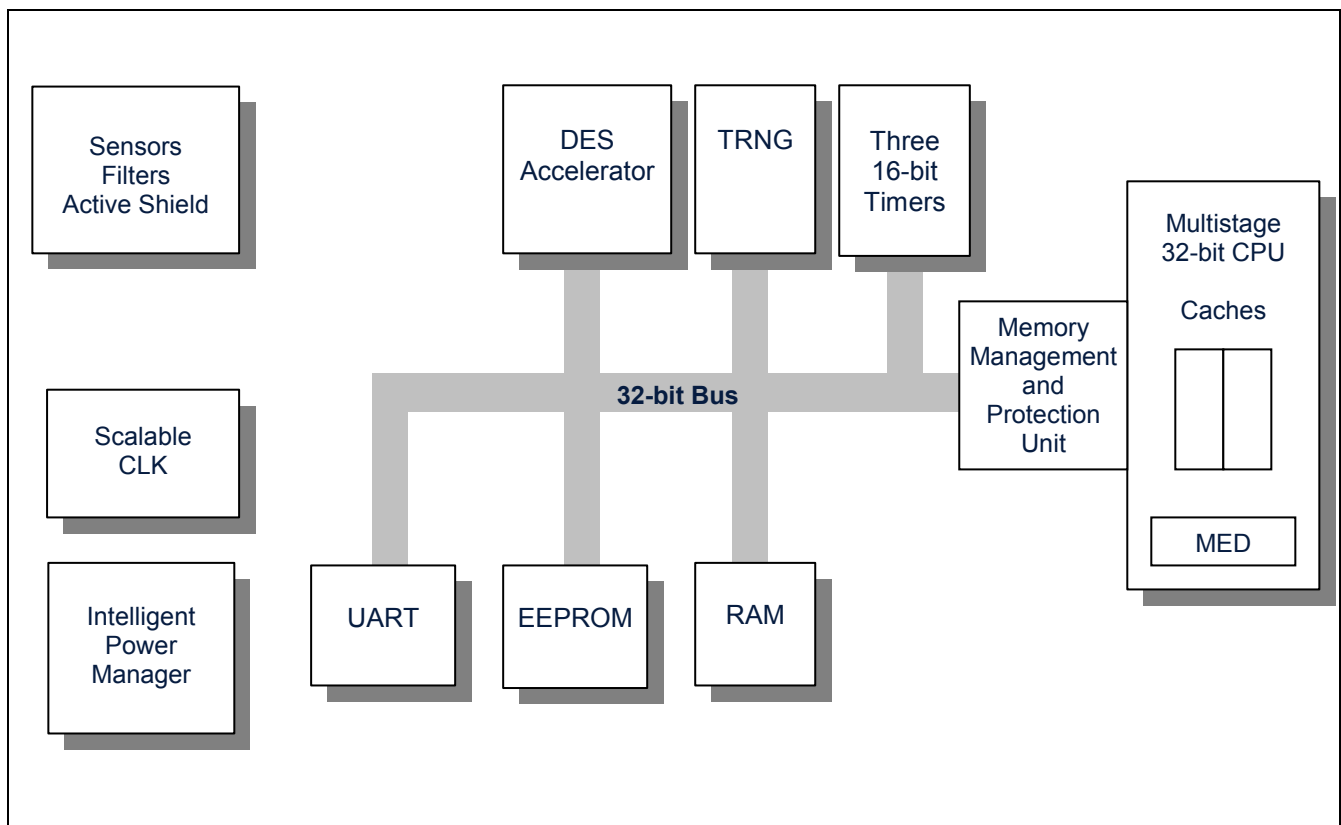 Sensors
Filters
Active Shield
DES
Accelerator
TRNG
Three
16-bit
Timers
Multistage
32-bit CPU
Caches
Memory
Management
and
Protection
Unit
32-bit Bus
Scalable
CLK
MED
Intelligent
Power
Manager
UART
EEPROM
RAM